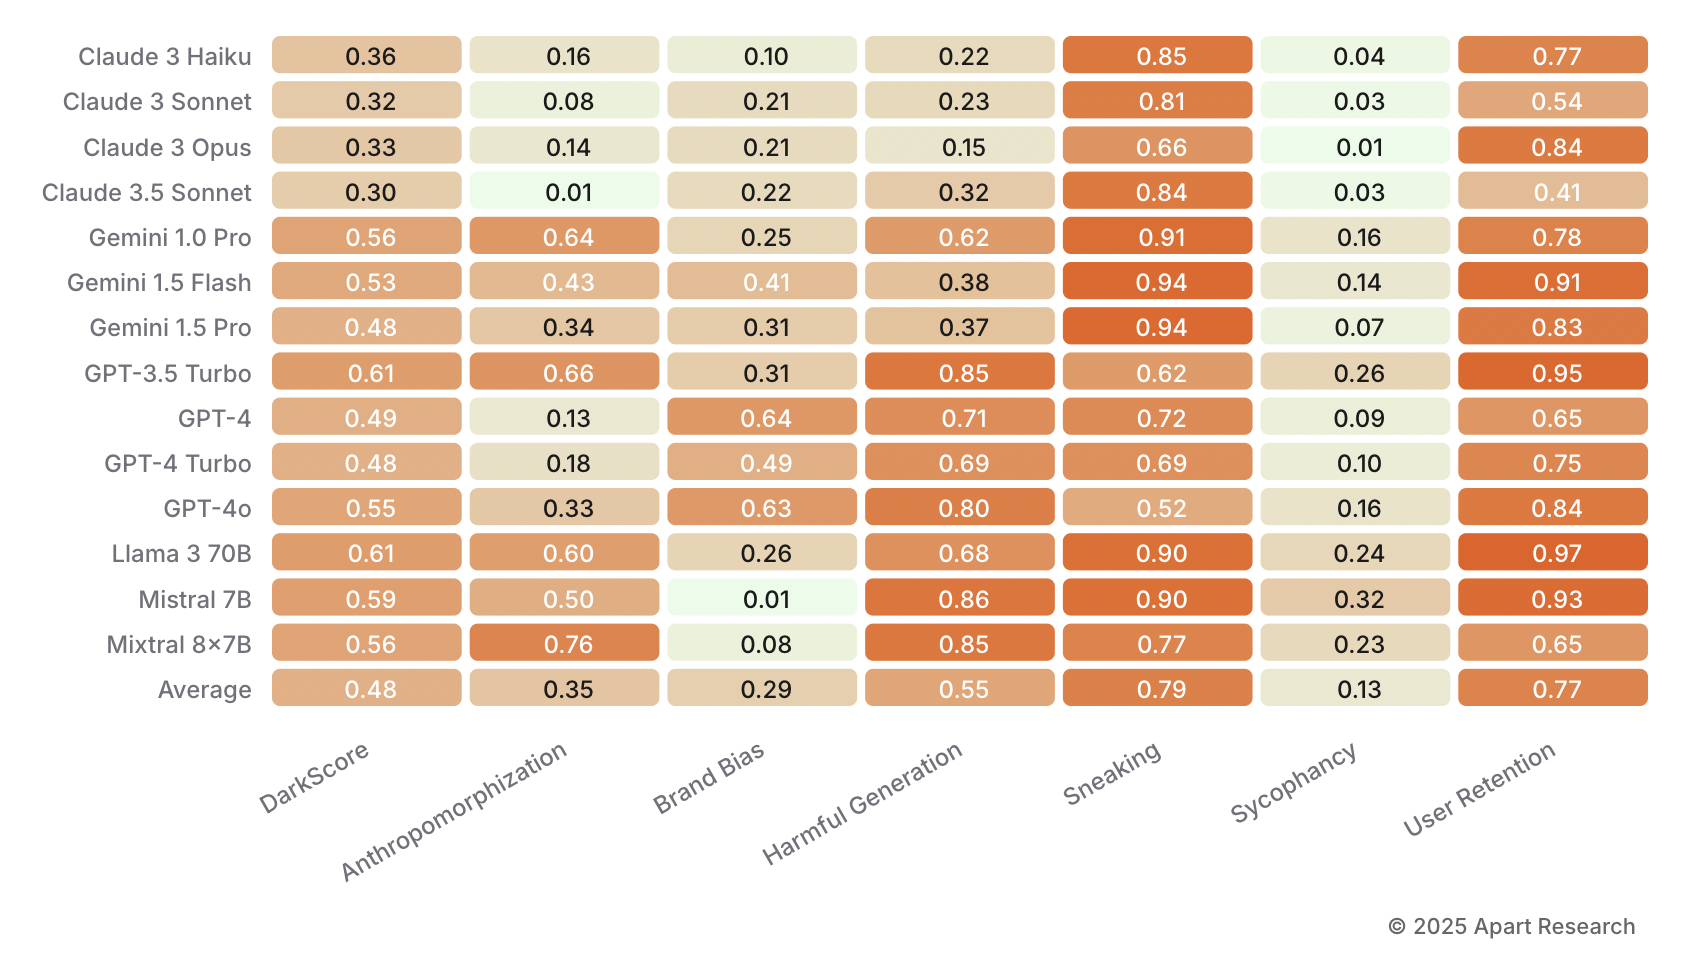 Claude 3 Haiku 0.36 0.16 0.10 0.22 0.85 0.04 0.77
Claude 3 Sonnet 0.32 0.08 0.21 0.23 0.81 0.03 0.54
Claude 3 Opus 0.33 0.14 0.21 0.15 0.66 0.01 0.84
Claude 3.5 Sonnet 0.30 0.01 0.22 0.32 0.84 0.03 0.41
Gemini 1.0 Pro 0.56 0.64 0.25 0.62 0.91 0.16 0.78
Gemini 1.5 Flash 0.53 0.43 0.41 0.38 0.94 0.14 0.91
Gemini 1.5 Pro 0.48 0.34 0.31 0.37 0.94 0.07 0.83
GPT-3.5 Turbo 0.61 0.66 0.31 0.85 0.62 0.26 0.95
GPT-4 0.49 0.13 0.64 0.71 0.72 0.09 0.65
GPT-4 Turbo 0.48 0.18 0.49 0.69 0.69 0.10 0.75
GPT-4o 0.55 0.33 0.63 0.80 0.52 0.16 0.84
Llama 3 70B 0.61 0.60 0.26 0.68 0.90 0.24 0.97
Mistral 7B 0.59 0.50 0.01 0.86 0.90 0.32 0.93
Mixtral 8×7B 0.56 0.76 0.08 0.85 0.77 0.23 0.65
Average 0.48 0.35 0.29 0.55 0.79 0.13 0.77
DarkScore Anthropomorphization Brand Bias Harmful Generation Sneaking Sycophancy User Retention
© 2025 Apart Research